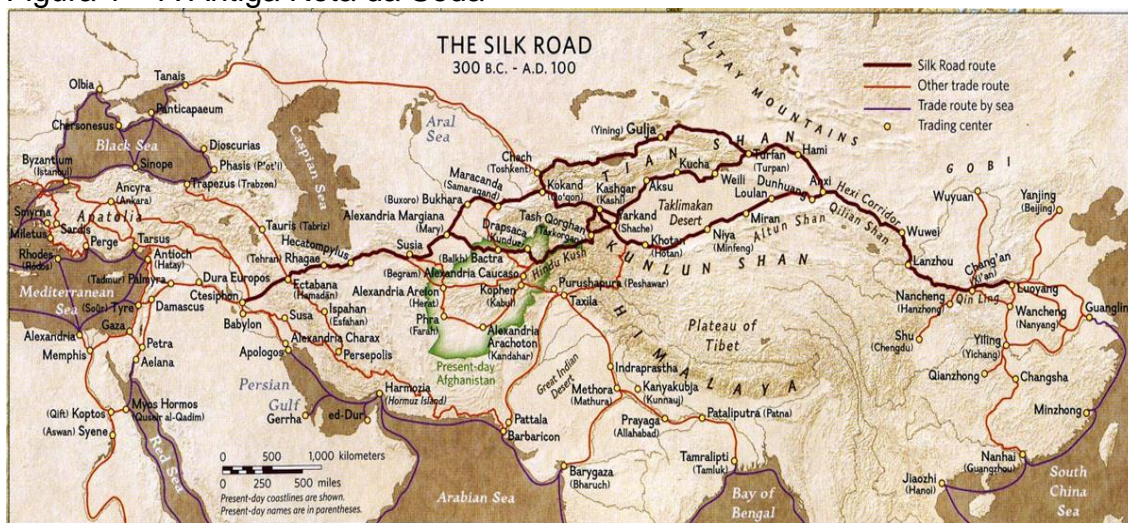 THE SILK ROAD
300 B.C. - A.D. 100
Silk Road route
Other trade route
Trade route by sea
Trading center
ALTAY MOUNTAINS
GOBI
TIAN SHAN
Aral
Sea
Caspian Sea
Black Sea
Olbia
Tanais
Panticapaeum
Chersonesus
Dioscurias
Phasis (P'ot'i)
Sinope
Trapezus (Trabzon)
Byzantium
(Istanbul)
Ancyra
(Ankara)
Anatolia
Smyrna
Sardis
Miletus
Perge
Tarsus
Rhodes
(Ródos)
Antioch
(Hatay)
Mediterranean
Sea
(Tadmur) Palmyra
Dura Europos
(Soûr) Tyre
Damascus
Ctesiphon
Babylon
Gaza
Alexandria
Memphis
Petra
Aelana
(Qift) Koptos
Myos Hormos
(Quseir al-Qadim)
(Aswan) Syene
Red Sea
Tauris (Tabriz)
Hecatompylus
(Tehran) Rhagae
Ectabana
(Hamadān)
Susa
Ispahan
(Esfahan)
Alexandria Charax
Apologos
Persepolis
Persian
Gulf
Gerrha
ed-Dur
Harmozia
(Hormuz Island)
Susia
Alexandria Margiana
(Mary)
(Buxoro) Bukhara
Maracanda
(Samarqand)
Chach
(Toshkent)
Kokand
(Qo'qon)
Drapsaca
(Kunduz)
(Balkh) Bactra
(Begram) Alexandria Caucaso
Hindu Kush
Alexandria Areion
(Herat)
Kophen
(Kabul)
Phra
(Farah)
Alexandria
Arachoton
(Kandahar)
Present-day
Afghanistan
Purushapura (Peshawar)
Taxila
(Yining) Gulja
Kashgar
(Kashi)
Tash Qorghan
(Taxkorgan)
Yarkand
(Shache)
Aksu
Kucha
Weili
Turfan
(Turpan)
Hami
Anxi
Dunhuang
Loulan
Taklimakan
Desert
Miran
Altun Shan
Niya
(Minfeng)
Khotan
(Hotan)
KUNLUN SHAN
Hexi Corridor
Qilian Shan
Wuwei
Lanzhou
Wuyuan
Yanjing
(Beijing)
Chang'an
(Xi'an)
Luoyang
Qin Ling
Nancheng
(Hanzhong)
Wancheng
(Nanyang)
Guangling
Shu
(Chengdu)
Yiling
(Yichang)
Qianzhong
Changsha
Minzhong
Nanhai
(Guangzhou)
Jiaozhi
(Hanoi)
South
China
Sea
Plateau of
Tibet
HIMALAYA
Great Indian
Desert
Indraprastha
Methora
(Mathura)
Kanyakubja
(Kunnauj)
Prayaga
(Allahabad)
Pataliputra (Patna)
Tamralipti
(Tamluk)
Pattala
Barbaricon
Barygaza
(Bharuch)
Arabian Sea
Bay of
Bengal
0 500 1,000 kilometers
0 250 500 miles
Present-day coastlines are shown.
Present-day names are in parentheses.